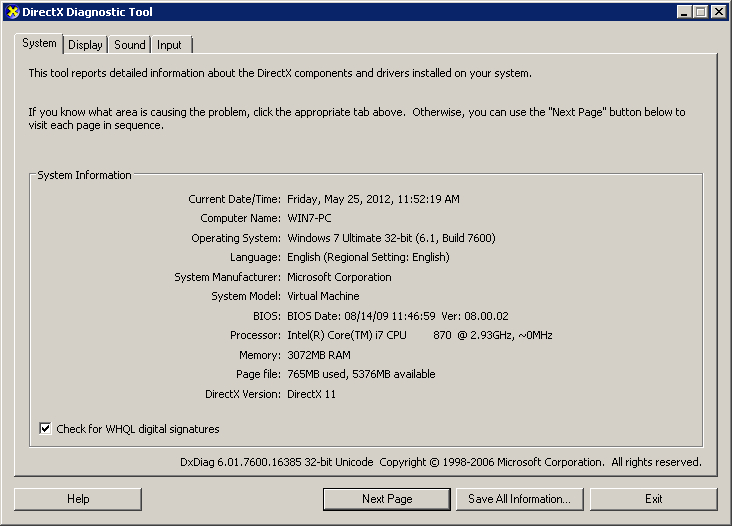 DirectX Diagnostic Tool
System Display Sound Input
This tool reports detailed information about the DirectX components and drivers installed on your system.
If you know what area is causing the problem, click the appropriate tab above. Otherwise, you can use the "Next Page" button below to
visit each page in sequence.
System Information
Current Date/Time: Friday, May 25, 2012, 11:52:19 AM
Computer Name: WIN7-PC
Operating System: Windows 7 Ultimate 32-bit (6.1, Build 7600)
Language: English (Regional Setting: English)
System Manufacturer: Microsoft Corporation
System Model: Virtual Machine
BIOS: BIOS Date: 08/14/09 11:46:59 Ver: 08.00.02
Processor: Intel(R) Core(TM) i7 CPU 870 @ 2.93GHz, ~0MHz
Memory: 3072MB RAM
Page file: 765MB used, 5376MB available
DirectX Version: DirectX 11
Check for WHQL digital signatures
DxDiag 6.01.7600.16385 32-bit Unicode Copyright © 1998-2006 Microsoft Corporation. All rights reserved.
Help Next Page Save All Information... Exit